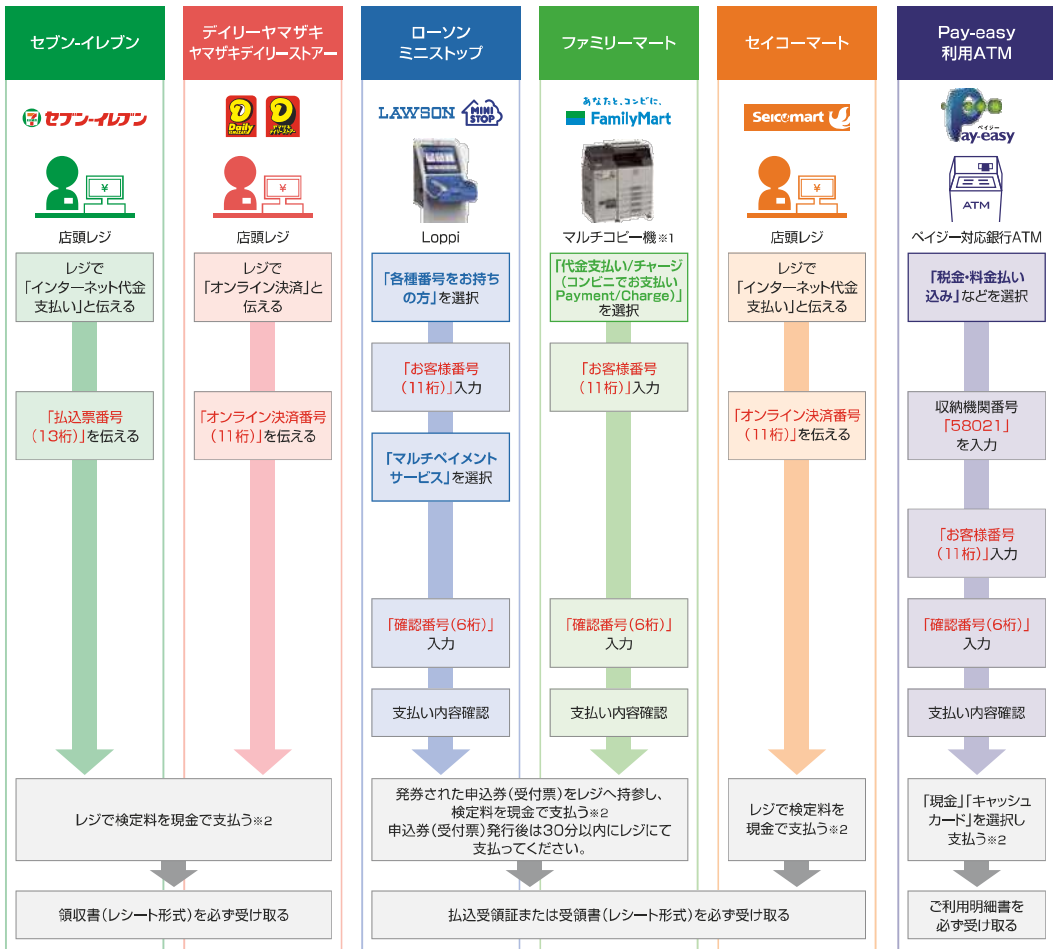 セブン-イレブン
デイリーヤマザキ
ヤマザキデイリーストアー
ローソン
ミニストップ
ファミリーマート
セイコーマート
Pay-easy
利用ATM
セブン-イレブン
Daily
LAWSON
MINI
STOP
あなたと、コンビに、
FamilyMart
Seicomart
ペイジー
Pay-easy
¥
¥
¥
ATM
店頭レジ
店頭レジ
Loppi
マルチコピー機※1
店頭レジ
ペイジー対応銀行ATM
レジで
「インターネット代金
支払い」と伝える
「払込票番号
(13桁)」を伝える
レジで
「オンライン決済」と
伝える
「オンライン決済番号
(11桁)」を伝える
「各種番号をお持ち
の方」を選択
「お客様番号
(11桁)」入力
「マルチペイメント
サービス」を選択
「確認番号(6桁)」
入力
支払い内容確認
「代金支払い/チャージ
(コンビニでお支払い
Payment/Charge)」
を選択
「お客様番号
(11桁)」入力
「確認番号(6桁)」
入力
支払い内容確認
レジで
「インターネット代金
支払い」と伝える
「オンライン決済番号
(11桁)」を伝える
「税金・料金払い
込み」などを選択
収納機関番号
「58021」
を入力
「お客様番号
(11桁)」入力
「確認番号(6桁)」
入力
支払い内容確認
レジで検定料を現金で支払う※2
発券された申込券(受付票)をレジへ持参し、
検定料を現金で支払う※2
申込券(受付票)発行後は30分以内にレジにて
支払ってください。
レジで検定料を
現金で支払う※2
「現金」「キャッシュ
カード」を選択し
支払う※2
領収書(レシート形式)を必ず受け取る
払込受領証または受領書(レシート形式)を必ず受け取る
ご利用明細書を
必ず受け取る